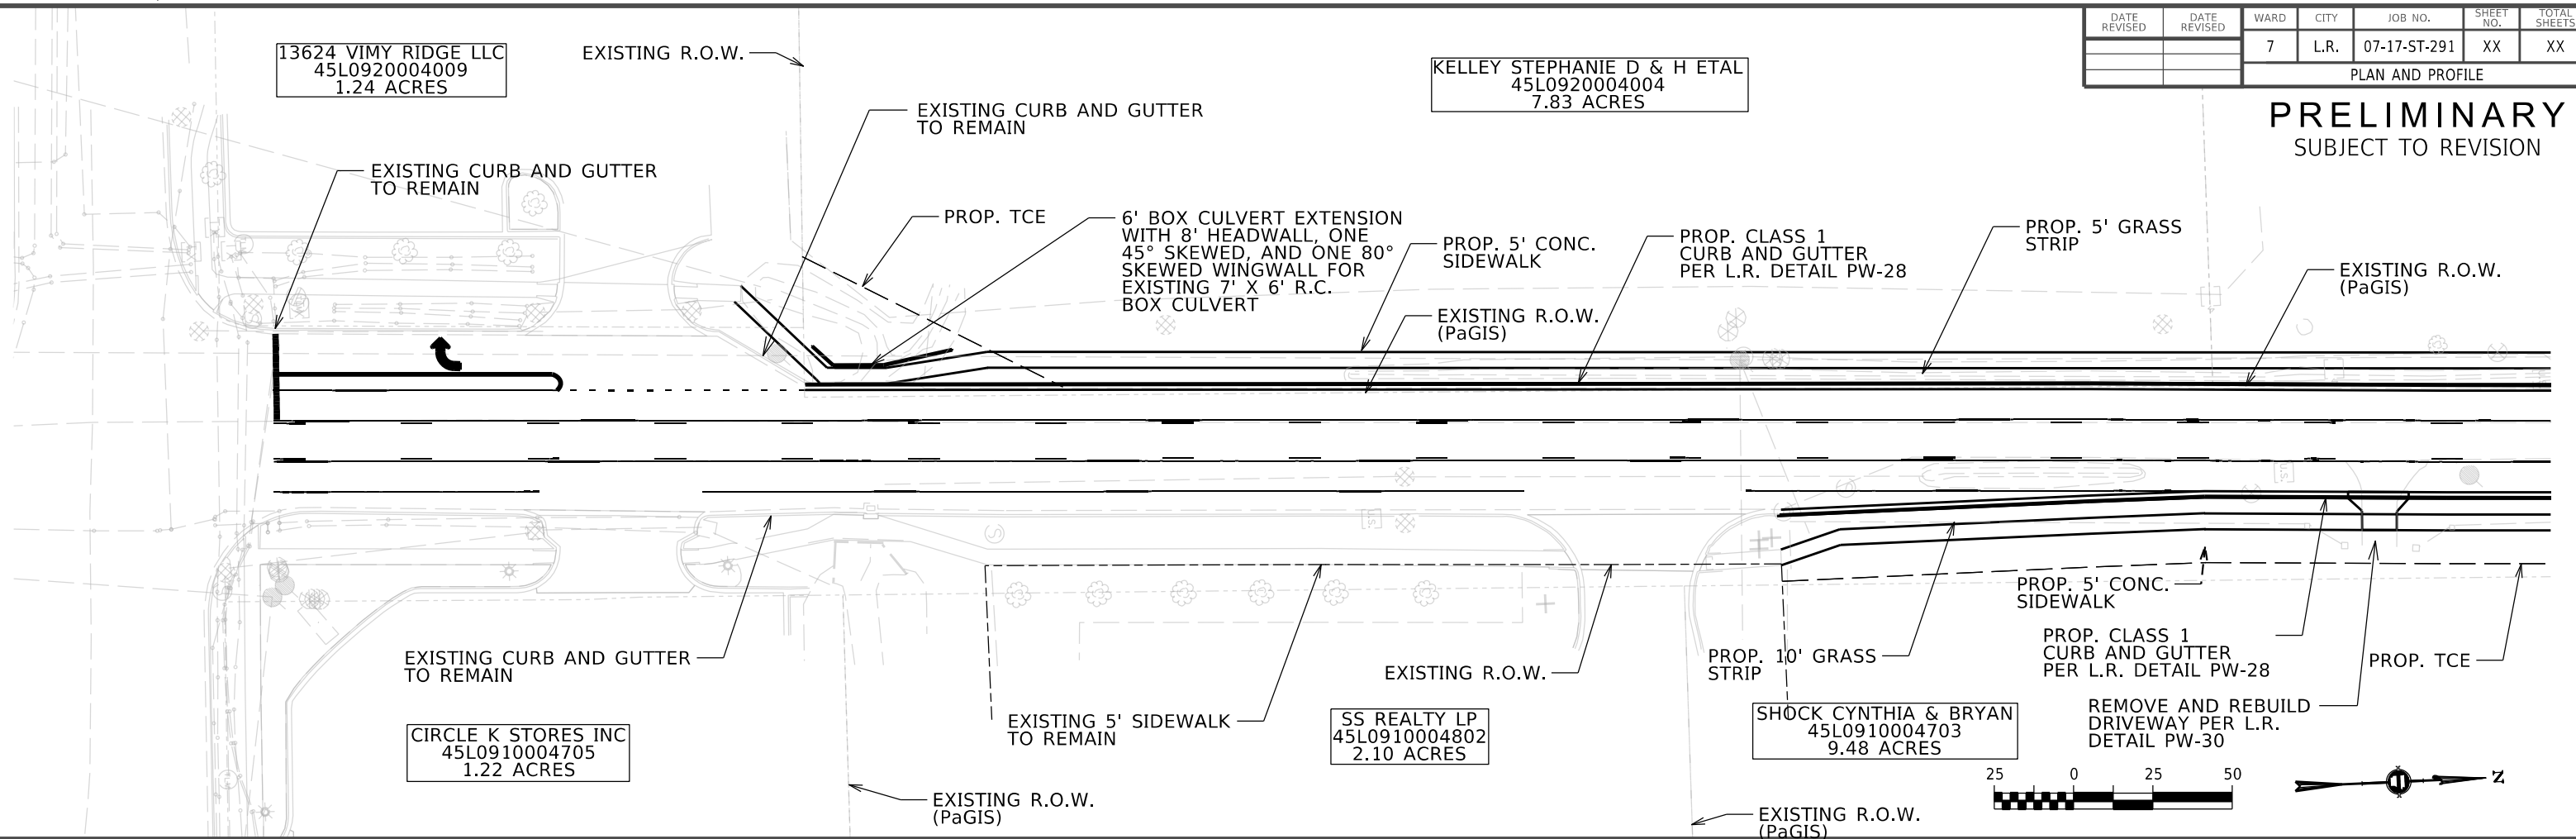 DATE REVISED
DATE REVISED
WARD
CITY
JOB NO.
SHEET NO.
TOTAL SHEETS
7
L.R.
07-17-ST-291
XX
XX
PLAN AND PROFILE
PRELIMINARY
SUBJECT TO REVISION
13624 VIMY RIDGE LLC
45L0920004009
1.24 ACRES
EXISTING R.O.W.
KELLEY STEPHANIE D & H ETAL
45L0920004004
7.83 ACRES
EXISTING CURB AND GUTTER
TO REMAIN
EXISTING CURB AND GUTTER
TO REMAIN
PROP. TCE
6' BOX CULVERT EXTENSION
WITH 8' HEADWALL, ONE
45° SKEWED, AND ONE 80°
SKEWED WINGWALL FOR
EXISTING 7' X 6' R.C.
BOX CULVERT
PROP. 5' CONC.
SIDEWALK
EXISTING R.O.W.
(PaGIS)
PROP. CLASS 1
CURB AND GUTTER
PER L.R. DETAIL PW-28
PROP. 5' GRASS
STRIP
EXISTING R.O.W.
(PaGIS)
EXISTING CURB AND GUTTER
TO REMAIN
CIRCLE K STORES INC
45L0910004705
1.22 ACRES
EXISTING R.O.W.
(PaGIS)
EXISTING 5' SIDEWALK
TO REMAIN
EXISTING R.O.W.
SS REALTY LP
45L0910004802
2.10 ACRES
PROP. 10' GRASS
STRIP
SHOCK CYNTHIA & BRYAN
45L0910004703
9.48 ACRES
EXISTING R.O.W.
(PaGIS)
PROP. 5' CONC.
SIDEWALK
PROP. CLASS 1
CURB AND GUTTER
PER L.R. DETAIL PW-28
REMOVE AND REBUILD
DRIVEWAY PER L.R.
DETAIL PW-30
PROP. TCE
25 0 25 50
N